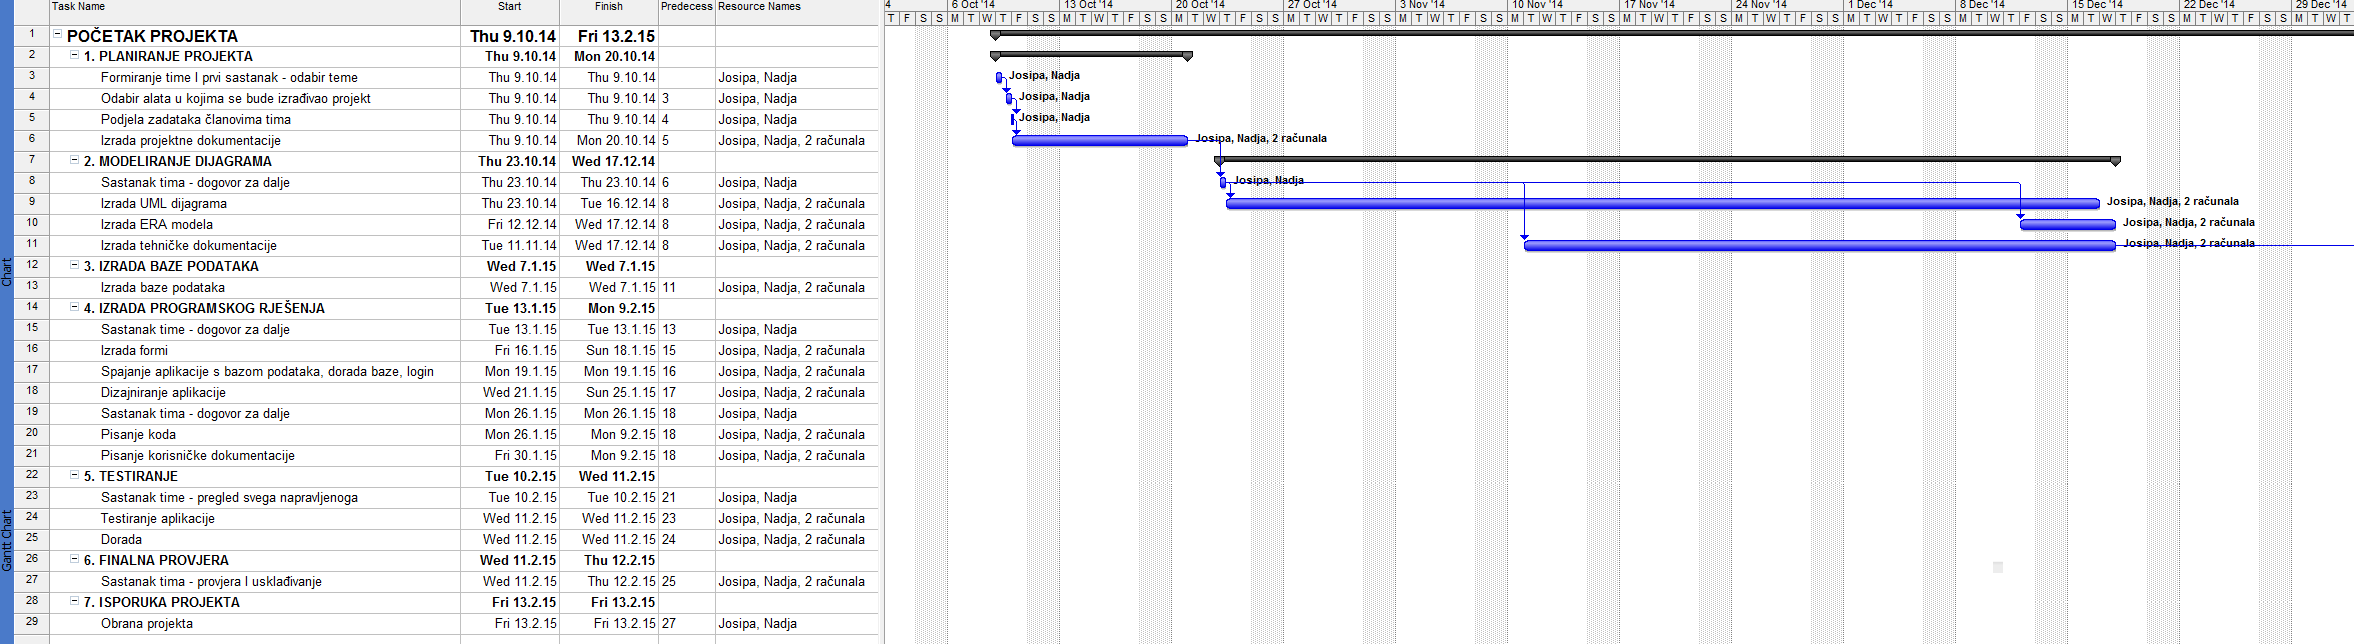 Task Name Start Finish Predecess Resource Names
4 6 Oct '14 13 Oct '14 20 Oct '14 27 Oct '14 3 Nov '14 10 Nov '14 17 Nov '14 24 Nov '14 1 Dec '14 8 Dec '14 15 Dec '14 22 Dec '14 29 Dec '14
T F S S M T W T F S S M T W T F S S M T W T F S S M T W T F S S M T W T F S S M T W T F S S M T W T F S S M T W T F S S M T W T F S S M T W T F S S M T W T F S S M T W T F S S M T W T
1 POČETAK PROJEKTA Thu 9.10.14 Fri 13.2.15
2 1. PLANIRANJE PROJEKTA Thu 9.10.14 Mon 20.10.14
3 Formiranje time I prvi sastanak - odabir teme Thu 9.10.14 Thu 9.10.14 Josipa, Nadja Josipa, Nadja
4 Odabir alata u kojima se bude izrađivao projekt Thu 9.10.14 Thu 9.10.14 3 Josipa, Nadja Josipa, Nadja
5 Podjela zadataka članovima tima Thu 9.10.14 Thu 9.10.14 4 Josipa, Nadja Josipa, Nadja
6 Izrada projektne dokumentacije Thu 9.10.14 Mon 20.10.14 5 Josipa, Nadja, 2 računala Josipa, Nadja, 2 računala
7 2. MODELIRANJE DIJAGRAMA Thu 23.10.14 Wed 17.12.14
8 Sastanak tima - dogovor za dalje Thu 23.10.14 Thu 23.10.14 6 Josipa, Nadja Josipa, Nadja
9 Izrada UML dijagrama Thu 23.10.14 Tue 16.12.14 8 Josipa, Nadja, 2 računala Josipa, Nadja, 2 računala
10 Izrada ERA modela Fri 12.12.14 Wed 17.12.14 8 Josipa, Nadja, 2 računala Josipa, Nadja, 2 računala
11 Izrada tehničke dokumentacije Tue 11.11.14 Wed 17.12.14 8 Josipa, Nadja, 2 računala Josipa, Nadja, 2 računala
12 3. IZRADA BAZE PODATAKA Wed 7.1.15 Wed 7.1.15
13 Izrada baze podataka Wed 7.1.15 Wed 7.1.15 11 Josipa, Nadja, 2 računala
14 4. IZRADA PROGRAMSKOG RJEŠENJA Tue 13.1.15 Mon 9.2.15
15 Sastanak time - dogovor za dalje Tue 13.1.15 Tue 13.1.15 13 Josipa, Nadja
16 Izrada formi Fri 16.1.15 Sun 18.1.15 15 Josipa, Nadja, 2 računala
17 Spajanje aplikacije s bazom podataka, dorada baze, login Mon 19.1.15 Mon 19.1.15 16 Josipa, Nadja, 2 računala
18 Dizajniranje aplikacije Wed 21.1.15 Sun 25.1.15 17 Josipa, Nadja, 2 računala
19 Sastanak tima - dogovor za dalje Mon 26.1.15 Mon 26.1.15 18 Josipa, Nadja
20 Pisanje koda Mon 26.1.15 Mon 9.2.15 18 Josipa, Nadja, 2 računala
21 Pisanje korisničke dokumentacije Fri 30.1.15 Mon 9.2.15 18 Josipa, Nadja, 2 računala
22 5. TESTIRANJE Tue 10.2.15 Wed 11.2.15
23 Sastanak time - pregled svega napravljenoga Tue 10.2.15 Tue 10.2.15 21 Josipa, Nadja
24 Testiranje aplikacije Wed 11.2.15 Wed 11.2.15 23 Josipa, Nadja, 2 računala
25 Dorada Wed 11.2.15 Wed 11.2.15 24 Josipa, Nadja, 2 računala
26 6. FINALNA PROVJERA Wed 11.2.15 Thu 12.2.15
27 Sastanak tima - provjera I usklađivanje Wed 11.2.15 Thu 12.2.15 25 Josipa, Nadja, 2 računala
28 7. ISPORUKA PROJEKTA Fri 13.2.15 Fri 13.2.15
29 Obrana projekta Fri 13.2.15 Fri 13.2.15 27 Josipa, Nadja
Chart
Gantt Chart